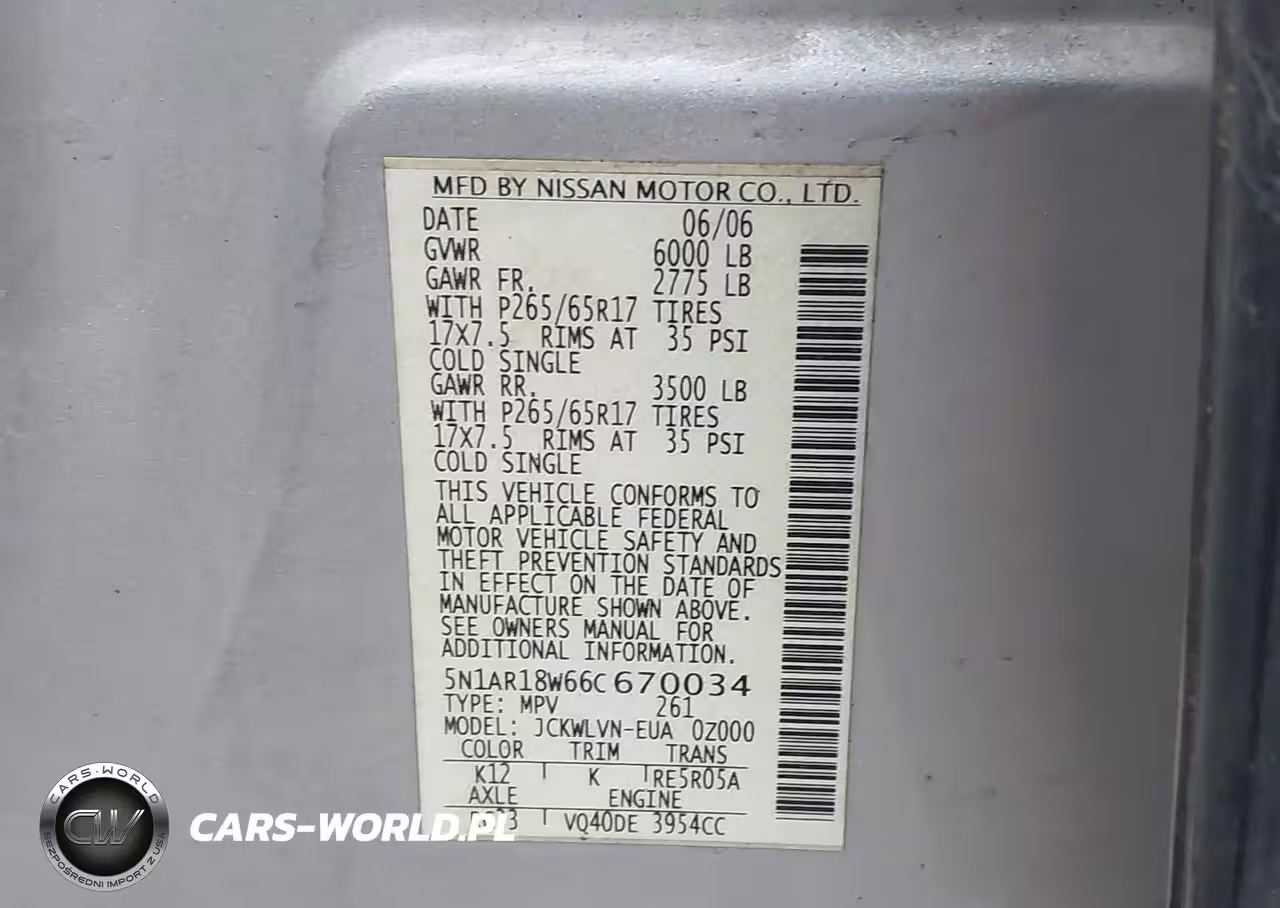 MFD BY NISSAN MOTOR CO., LTD.
DATE 06/06
GVWR 6000 LB
GAWR FR. 2775 LB
WITH P265/65R17 TIRES
17X7.5 RIMS AT 35 PSI
COLD SINGLE
GAWR RR. 3500 LB
WITH P265/65R17 TIRES
17X7.5 RIMS AT 35 PSI
COLD SINGLE
THIS VEHICLE CONFORMS TO
ALL APPLICABLE FEDERAL
MOTOR VEHICLE SAFETY AND
THEFT PREVENTION STANDARDS
IN EFFECT ON THE DATE OF
MANUFACTURE SHOWN ABOVE.
SEE OWNERS MANUAL FOR
ADDITIONAL INFORMATION.
5N1AR18W66C670034
TYPE: MPV 261
MODEL: JCKWLVN-EUA 0Z000
COLOR TRIM TRANS
K12 K RE5R05A
AXLE ENGINE
VQ40DE 3954CC
CARS-WORLD
CW
BEZPOŚREDNI IMPORT Z USA
CARS-WORLD.PL